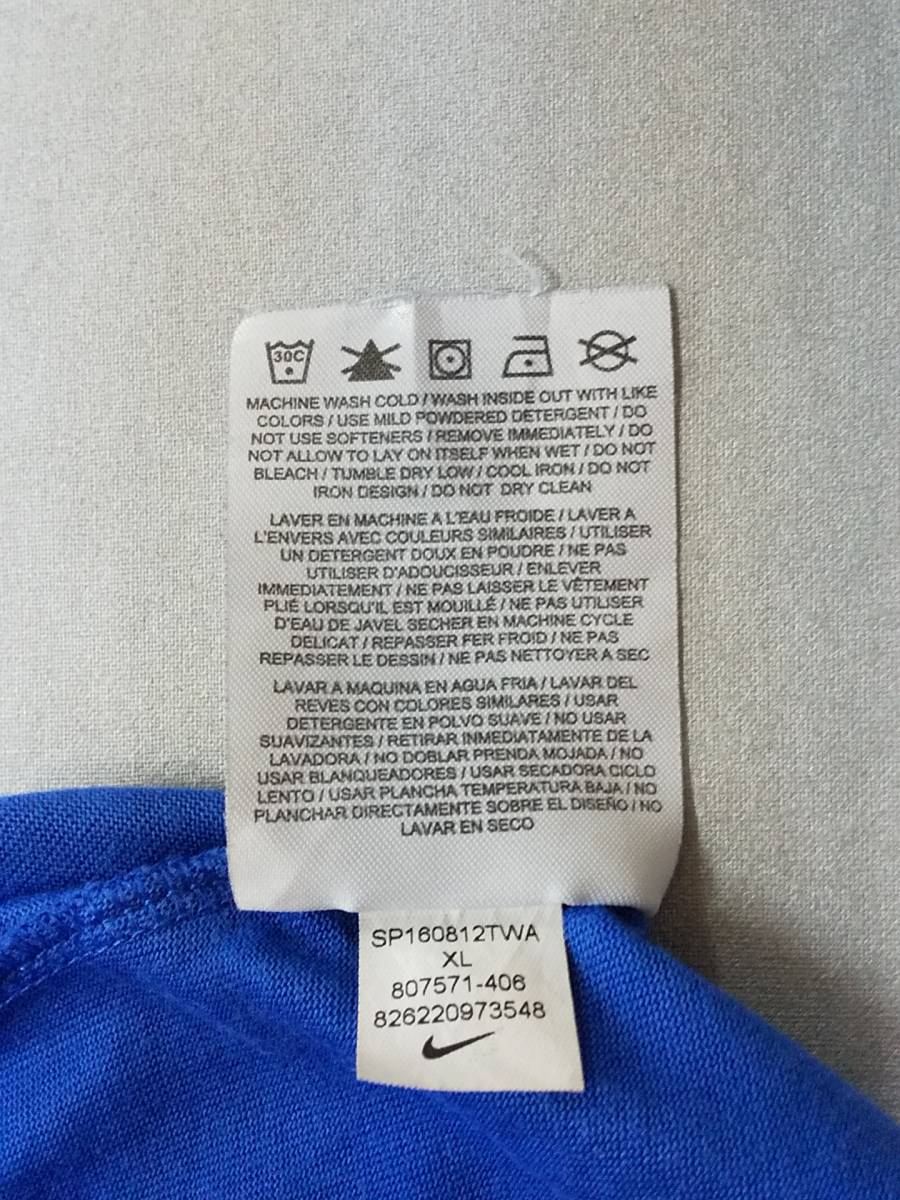 30C
MACHINE WASH COLD / WASH INSIDE OUT WITH LIKE
COLORS / USE MILD POWDERED DETERGENT / DO
NOT USE SOFTENERS / REMOVE IMMEDIATELY / DO
NOT ALLOW TO LAY ON ITSELF WHEN WET / DO NOT
BLEACH / TUMBLE DRY LOW / COOL IRON / DO NOT
IRON DESIGN / DO NOT DRY CLEAN
LAVER EN MACHINE A L'EAU FROIDE / LAVER A
L'ENVERS AVEC COULEURS SIMILAIRES / UTILISER
UN DETERGENT DOUX EN POUDRE / NE PAS
UTILISER D'ADOUCISSEUR / ENLEVER
IMMEDIATEMENT / NE PAS LAISSER LE VÊTEMENT
PLIÉ LORSQU'IL EST MOUILLÉ / NE PAS UTILISER
D'EAU DE JAVEL SECHER EN MACHINE CYCLE
DELICAT / REPASSER FER FROID / NE PAS
REPASSER LE DESSIN / NE PAS NETTOYER A SEC
LAVAR A MAQUINA EN AGUA FRIA / LAVAR DEL
REVES CON COLORES SIMILARES / USAR
DETERGENTE EN POLVO SUAVE / NO USAR
SUAVIZANTES / RETIRAR INMEDIATAMENTE DE LA
LAVADORA / NO DOBLAR PRENDA MOJADA / NO
USAR BLANQUEADORES / USAR SECADORA CICLO
LENTO / USAR PLANCHA TEMPERATURA BAJA / NO
PLANCHAR DIRECTAMENTE SOBRE EL DISEÑO / NO
LAVAR EN SECO
SP160812TWA
XL
807571-406
826220973548